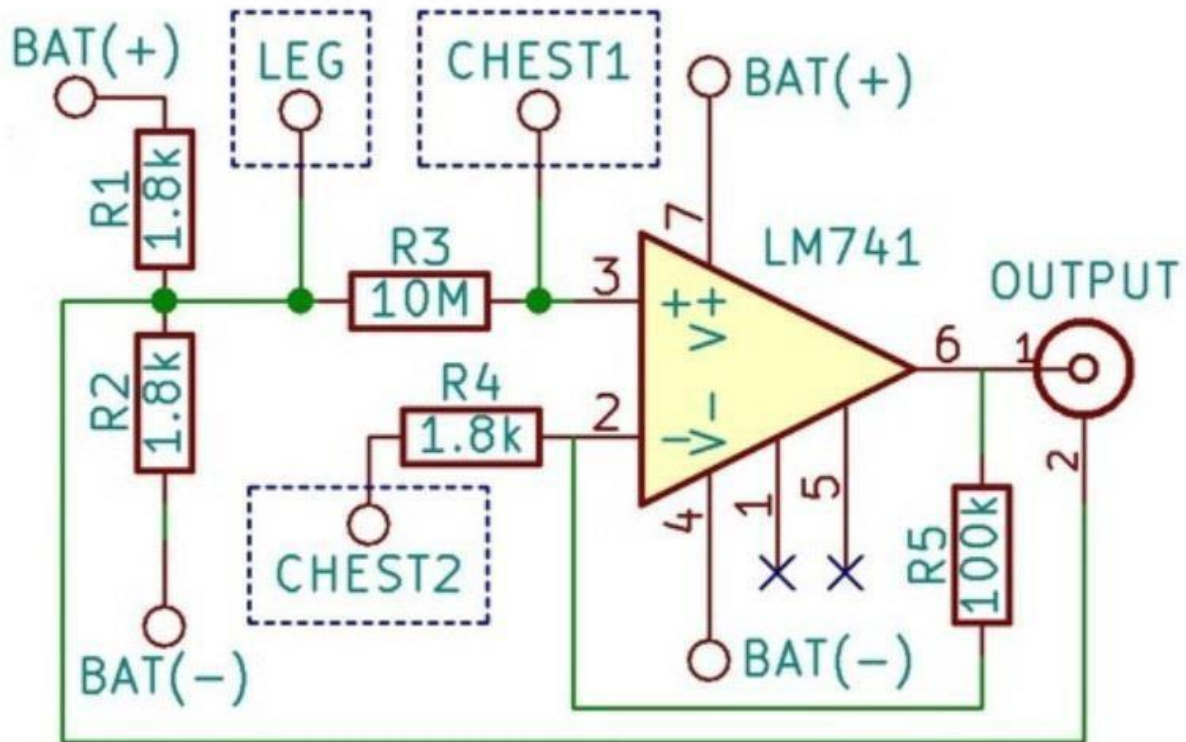 BAT(+)
LEG
CHEST1
BAT(+)
R1
1.8k
7
LM741
R3
10M
3
+
V+
OUTPUT
6
1
R2
1.8k
R4
1.8k
2
-
V-
2
4
1
5
R5
100k
CHEST2
BAT(-)
BAT(-)